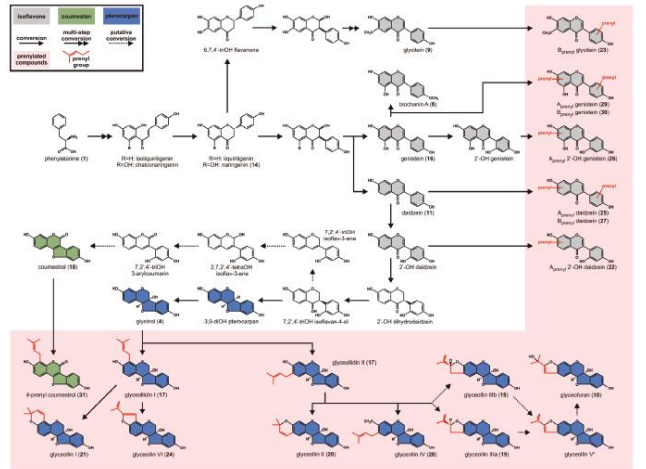 isoflavone coumestan pterocarpan
conversion multi-step conversion putative conversion
prenylated compounds prenyl group
6,7,4'-triOH flavanone
glycitein (9)
Bprenyl glycitein (23)
biochanin A (8)
Aprenyl genistein (29)
Bprenyl genistein (30)
phenylalanine (1)
R=H: isoliquiritigenin
R=OH: chalconaringenin
R=H: liquiritigenin
R=OH: naringenin (14)
genistein (16)
2'-OH genistein
Aprenyl 2'-OH genistein (26)
daidzein (11)
Aprenyl daidzein (25)
Bprenyl daidzein (27)
coumestrol (18)
7,2',4'-triOH
3-arylcoumarin
2,7,2',4'-tetraOH
isoflav-3-ene
7,2',4'-triOH
isoflav-3-ene
2'-OH daidzein
Aprenyl 2'-OH daidzein (22)
glycinol (4)
3,9-diOH pterocarpan
7,2',4'-triOH isoflavan-4-ol
2'-OH dihydrodaidzein
4-prenyl coumestrol (31)
glyceollidin I (17)
glyceollidin II (17)
glyceollin IIIb (19)
glyceofuran (10)
glyceollin I
(21)
glyceollin VI (24)
glyceollin II
(20)
glyceollin IV (28)
glyceollin IIIa (19)
glyceollin V*